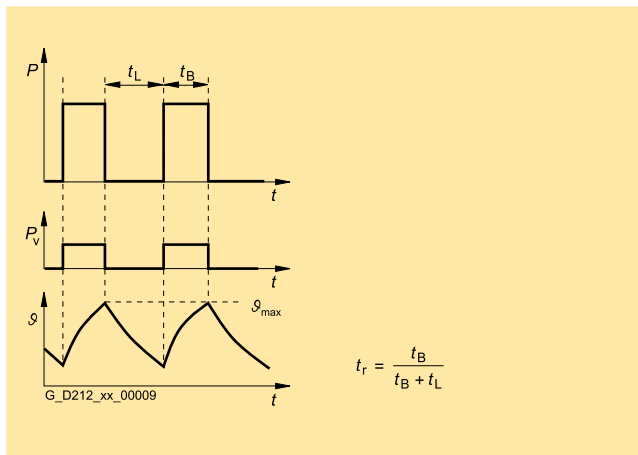 P
t_L t_B
t
P_v
t
ϑ
ϑ_max
t_r = t_B / (t_B + t_L)
G_D212_xx_00009
t